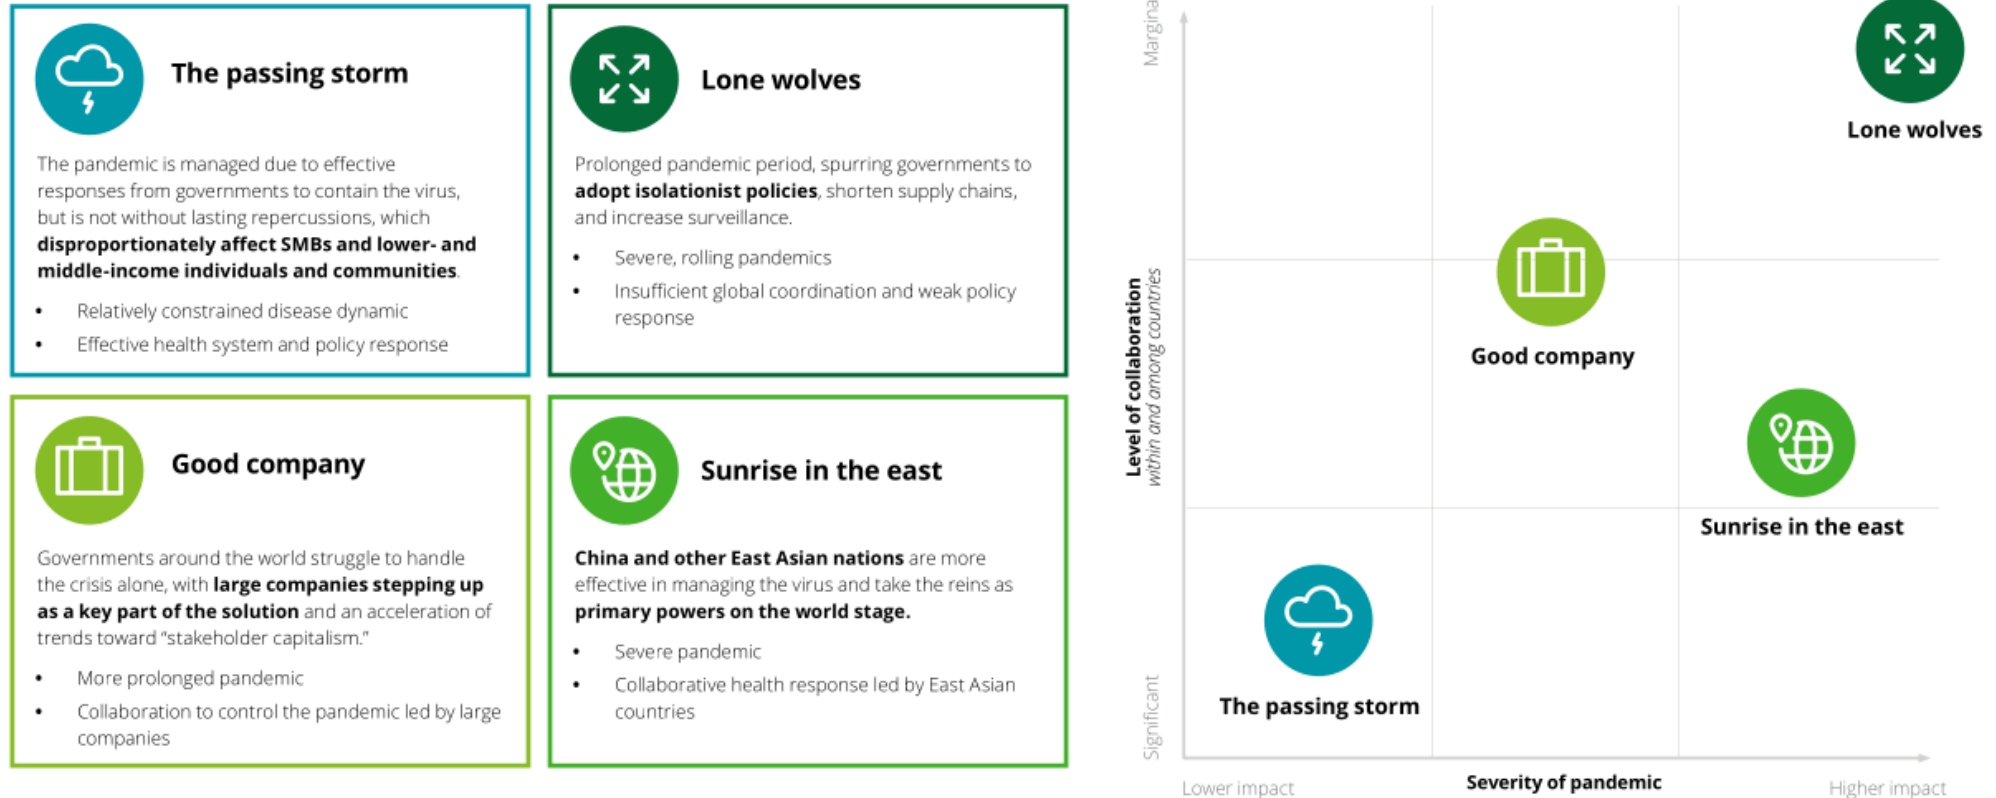 The passing storm
The pandemic is managed due to effective
responses from governments to contain the virus,
but is not without lasting repercussions, which
disproportionately affect SMBs and lower- and
middle-income individuals and communities.
• Relatively constrained disease dynamic
• Effective health system and policy response
Lone wolves
Prolonged pandemic period, spurring governments to
adopt isolationist policies, shorten supply chains,
and increase surveillance.
• Severe, rolling pandemics
• Insufficient global coordination and weak policy
response
Good company
Governments around the world struggle to handle
the crisis alone, with large companies stepping up
as a key part of the solution and an acceleration of
trends toward “stakeholder capitalism.”
• More prolonged pandemic
• Collaboration to control the pandemic led by large
companies
Sunrise in the east
China and other East Asian nations are more
effective in managing the virus and take the reins as
primary powers on the world stage.
• Severe pandemic
• Collaborative health response led by East Asian
countries
Marginal
Level of collaboration
within and among countries
Significant
Lone wolves
Good company
Sunrise in the east
The passing storm
Lower impact
Severity of pandemic
Higher impact